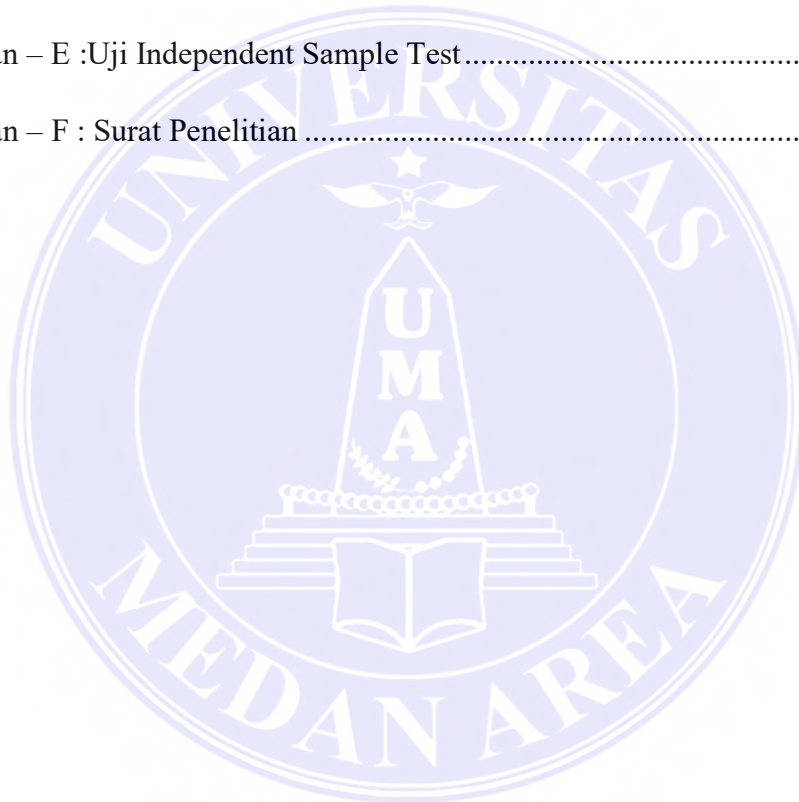 an – E :Uji Independent Sample Test.......................................
an – F : Surat Penelitian ..............................................................
UNIVERSITAS
U
M
A
MEDAN AREA